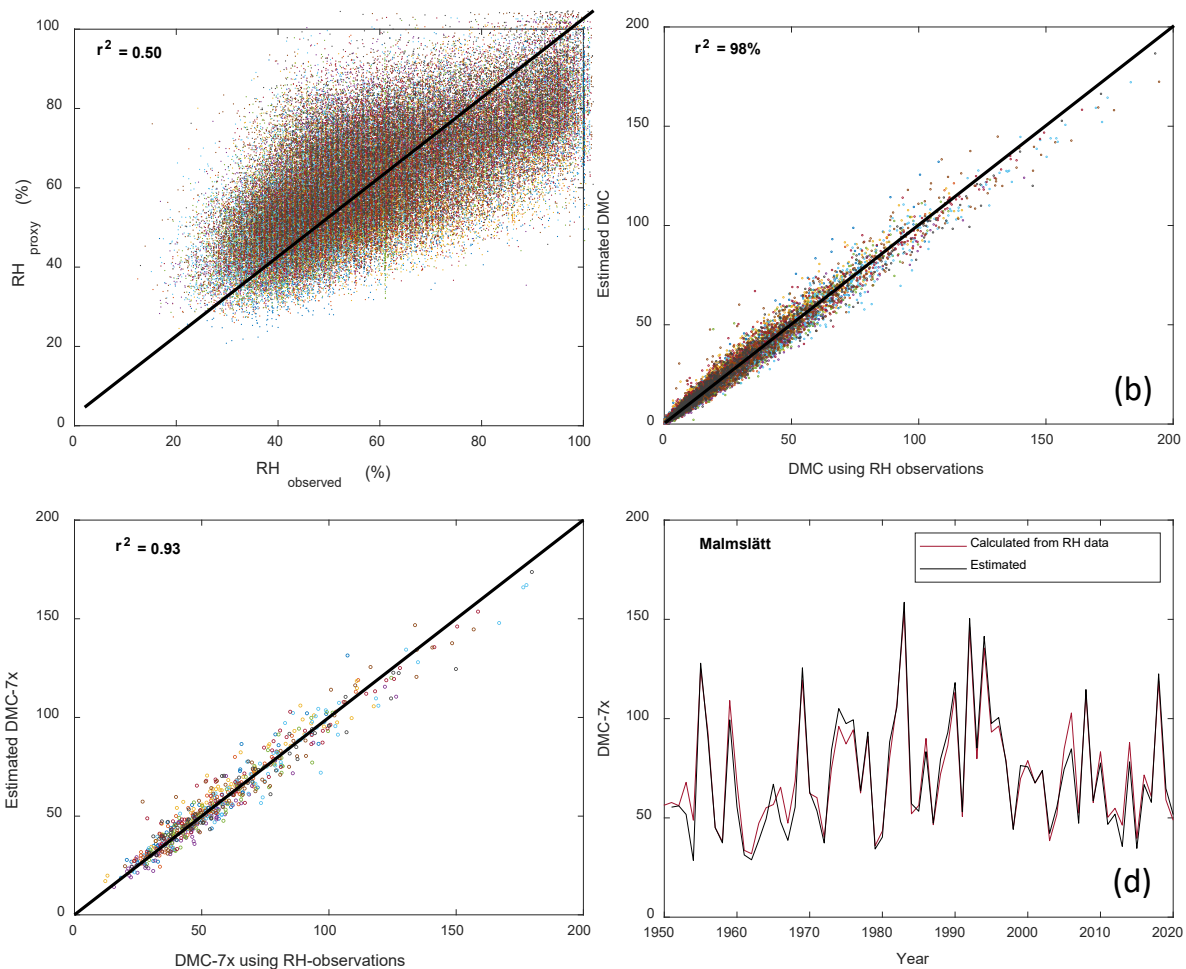 r² = 0.50
100
80
60
40
20
0
RH proxy (%)
0 20 40 60 80 100
RH observed (%)
r² = 98%
200
150
100
50
0
Estimated DMC
(b)
0 50 100 150 200
DMC using RH observations
r² = 0.93
200
150
100
50
0
Estimated DMC-7x
0 50 100 150 200
DMC-7x using RH-observations
Malmslätt
Calculated from RH data
Estimated
200
150
100
50
0
DMC-7x
(d)
1950 1960 1970 1980 1990 2000 2010 2020
Year